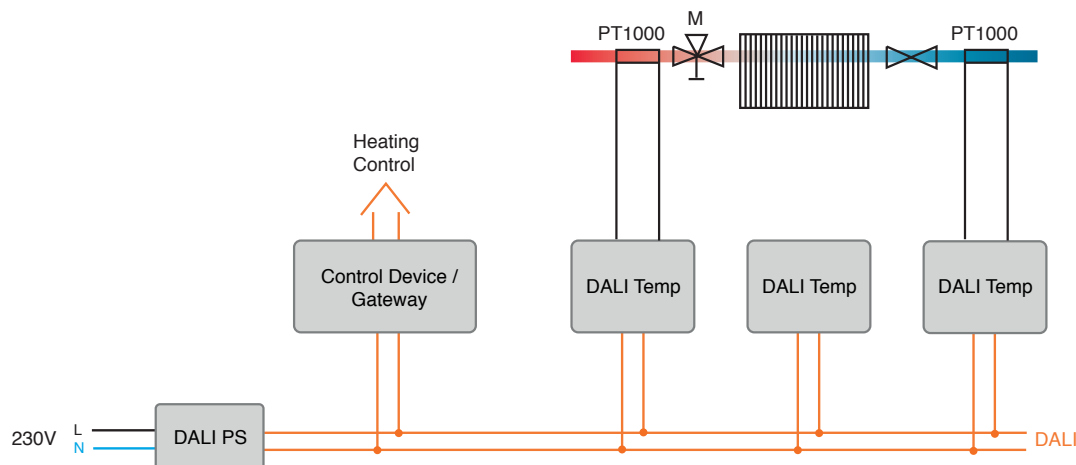 M
PT1000
PT1000
Heating
Control
Control Device /
Gateway
DALI Temp
DALI Temp
DALI Temp
230V
L
N
DALI PS
DALI